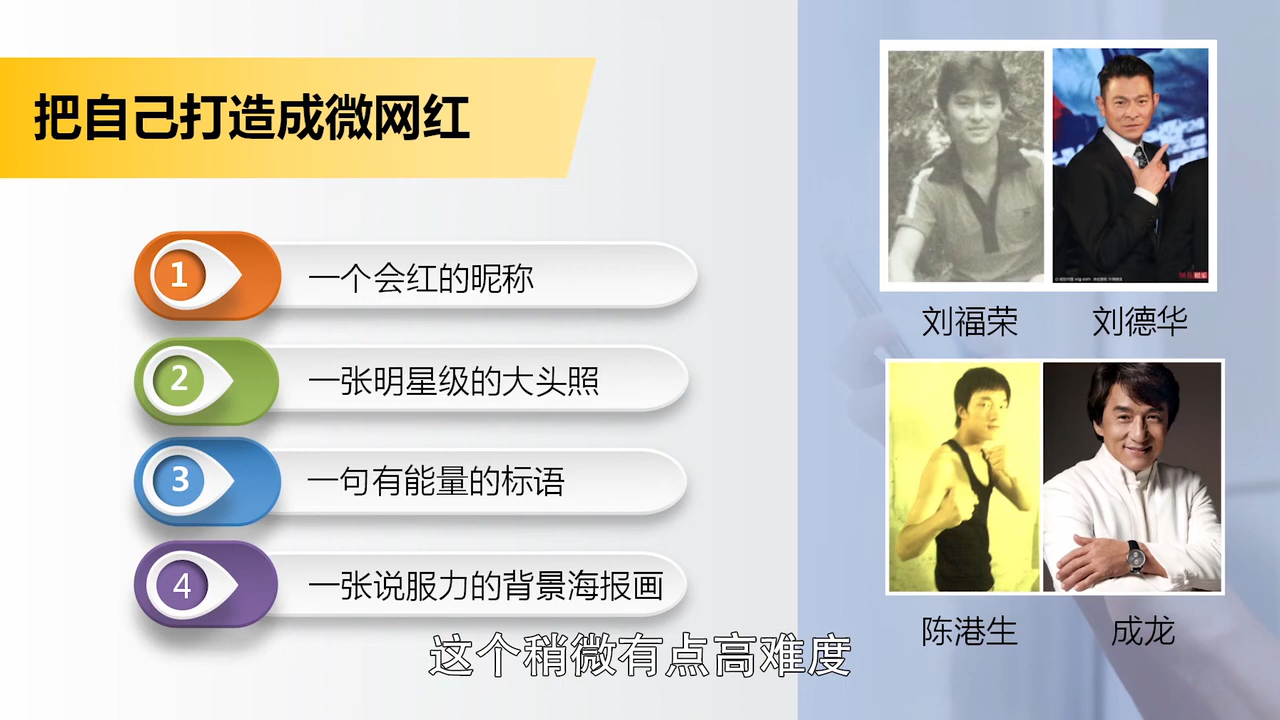 把自己打造成微网红
1
一个会红的昵称
2
一张明星级的大头照
3
一句有能量的标语
4
一张说服力的背景海报画
刘福荣
刘德华
陈港生
成龙
这个稍微有点高难度